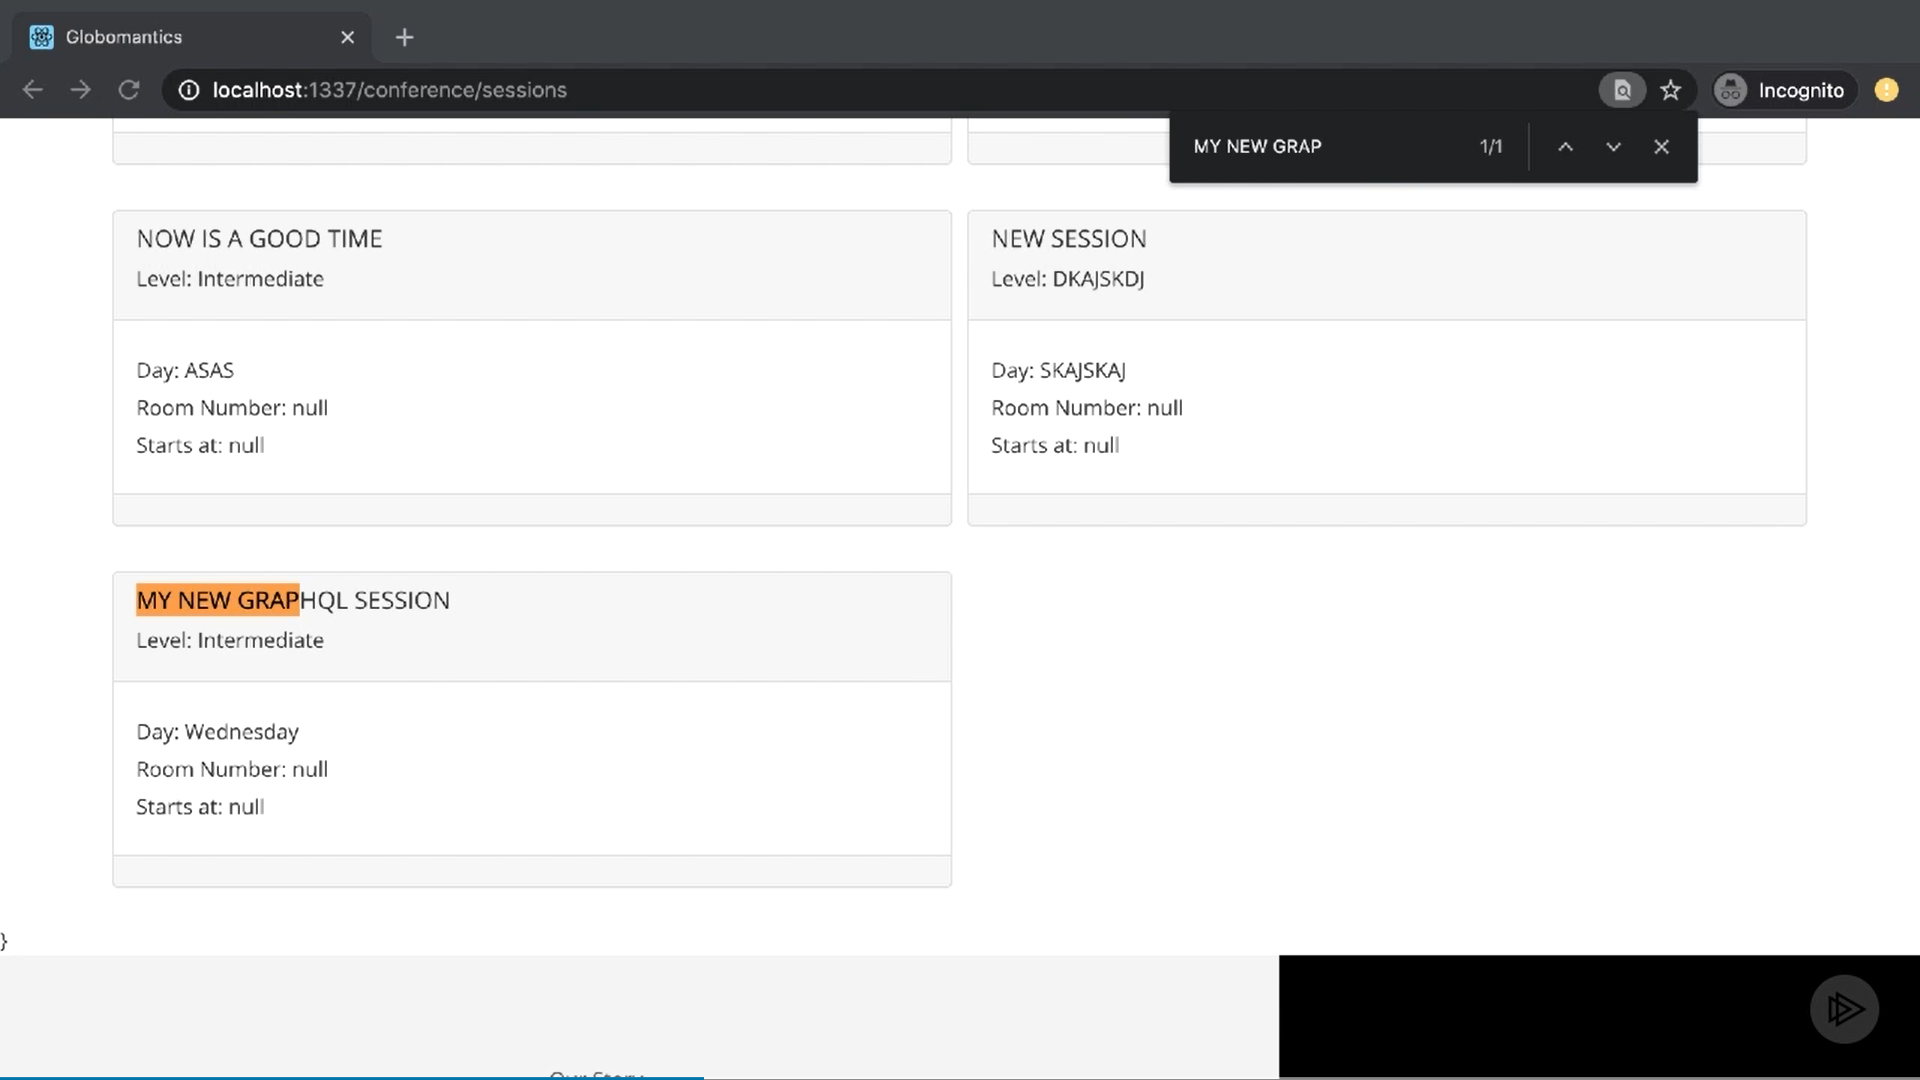 Globomantics
localhost:1337/conference/sessions
Incognito
MY NEW GRAP
1/1
NOW IS A GOOD TIME
Level: Intermediate
Day: ASAS
Room Number: null
Starts at: null
NEW SESSION
Level: DKAJSKDJ
Day: SKAJSKAJ
Room Number: null
Starts at: null
MY NEW GRAPHQL SESSION
Level: Intermediate
Day: Wednesday
Room Number: null
Starts at: null
}
Our Story